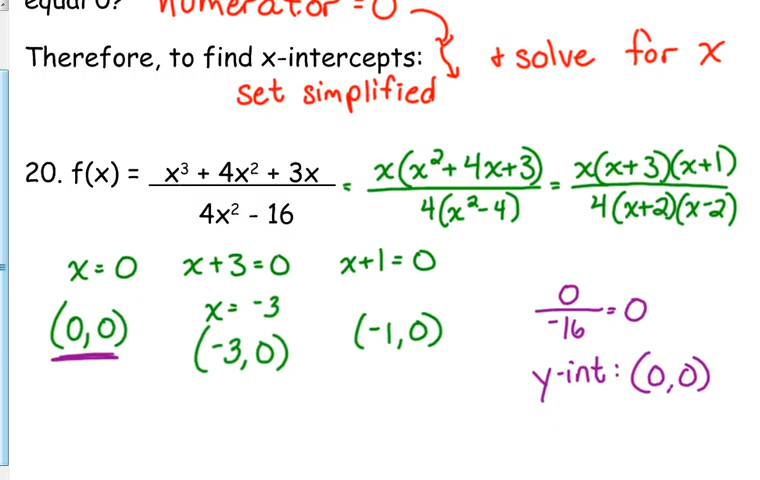 equal 0? numerator = 0
Therefore, to find x-intercepts: & solve for x
set simplified
20. f(x) = x³ + 4x² + 3x / 4x² - 16 = x(x²+4x+3) / 4(x²-4) = x(x+3)(x+1) / 4(x+2)(x-2)
x = 0 x+3=0 x+1=0
x = -3
(0,0) (-3,0) (-1,0)
0 / -16 = 0
y-int: (0,0)